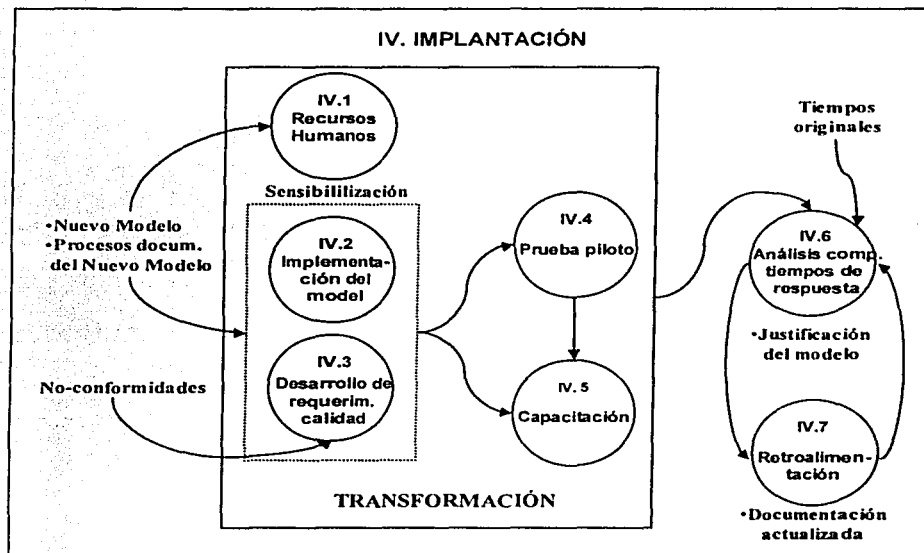 IV. IMPLANTACIÓN
IV.1
Recursos
Humanos
Sensibililización
•Nuevo Modelo
•Procesos docum.
del Nuevo Modelo
IV.2
Implementa-
ción del
model
IV.3
Desarrollo de
requerim.
calidad
No-conformidades
IV.4
Prueba piloto
IV. 5
Capacitación
TRANSFORMACIÓN
Tiempos
originales
IV.6
Análisis comp.
tiempos de
respuesta
•Justificación
del modelo
IV.7
Retroalimen-
tación
•Documentación
actualizada